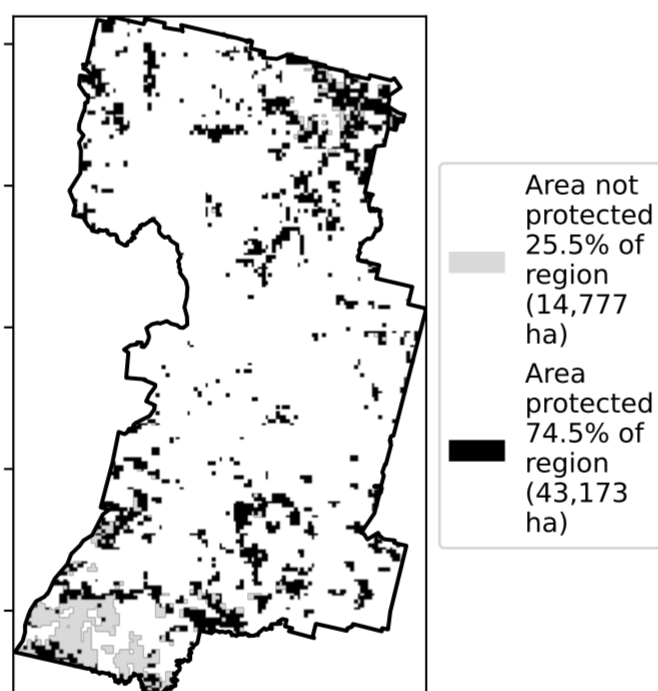 Area not
protected
25.5% of
region
(14,777
ha)
Area
protected
74.5% of
region
(43,173
ha)